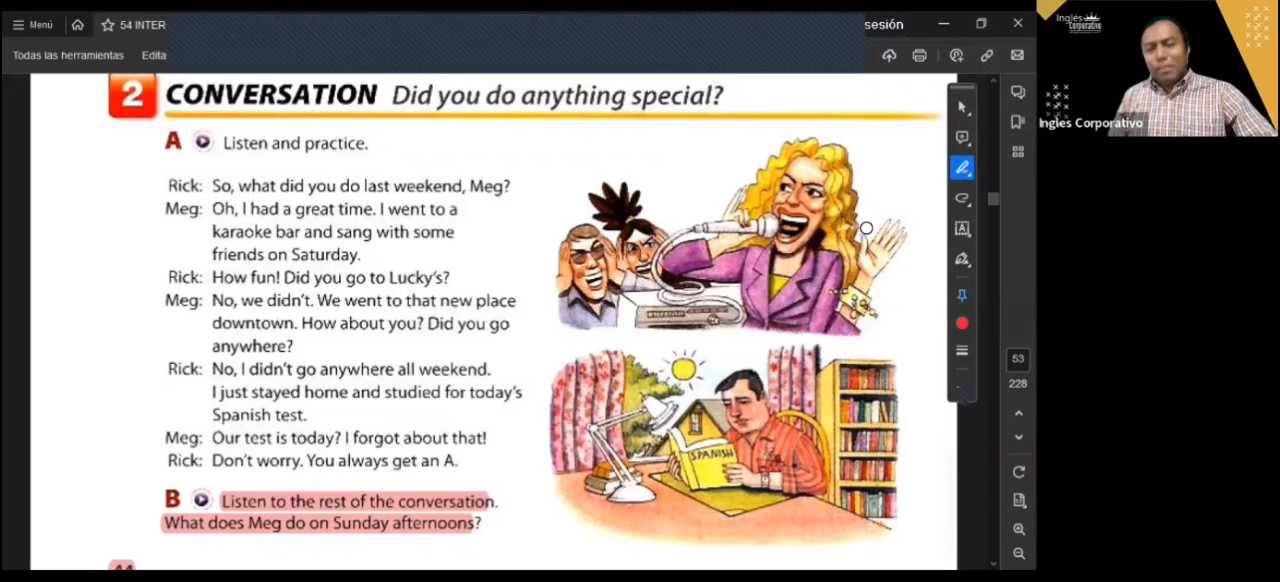 Menú
54 INTER
sesión
Todas las herramientas
Edita
Inglés
Corporativo
Ingles Corporativo
2 CONVERSATION Did you do anything special?
A Listen and practice.
Rick: So, what did you do last weekend, Meg?
Meg: Oh, I had a great time. I went to a
karaoke bar and sang with some
friends on Saturday.
Rick: How fun! Did you go to Lucky's?
Meg: No, we didn't. We went to that new place
downtown. How about you? Did you go
anywhere?
Rick: No, I didn't go anywhere all weekend.
I just stayed home and studied for today's
Spanish test.
Meg: Our test is today? I forgot about that!
Rick: Don't worry. You always get an A.
B Listen to the rest of the conversation.
What does Meg do on Sunday afternoons?
SPANISH
53
228